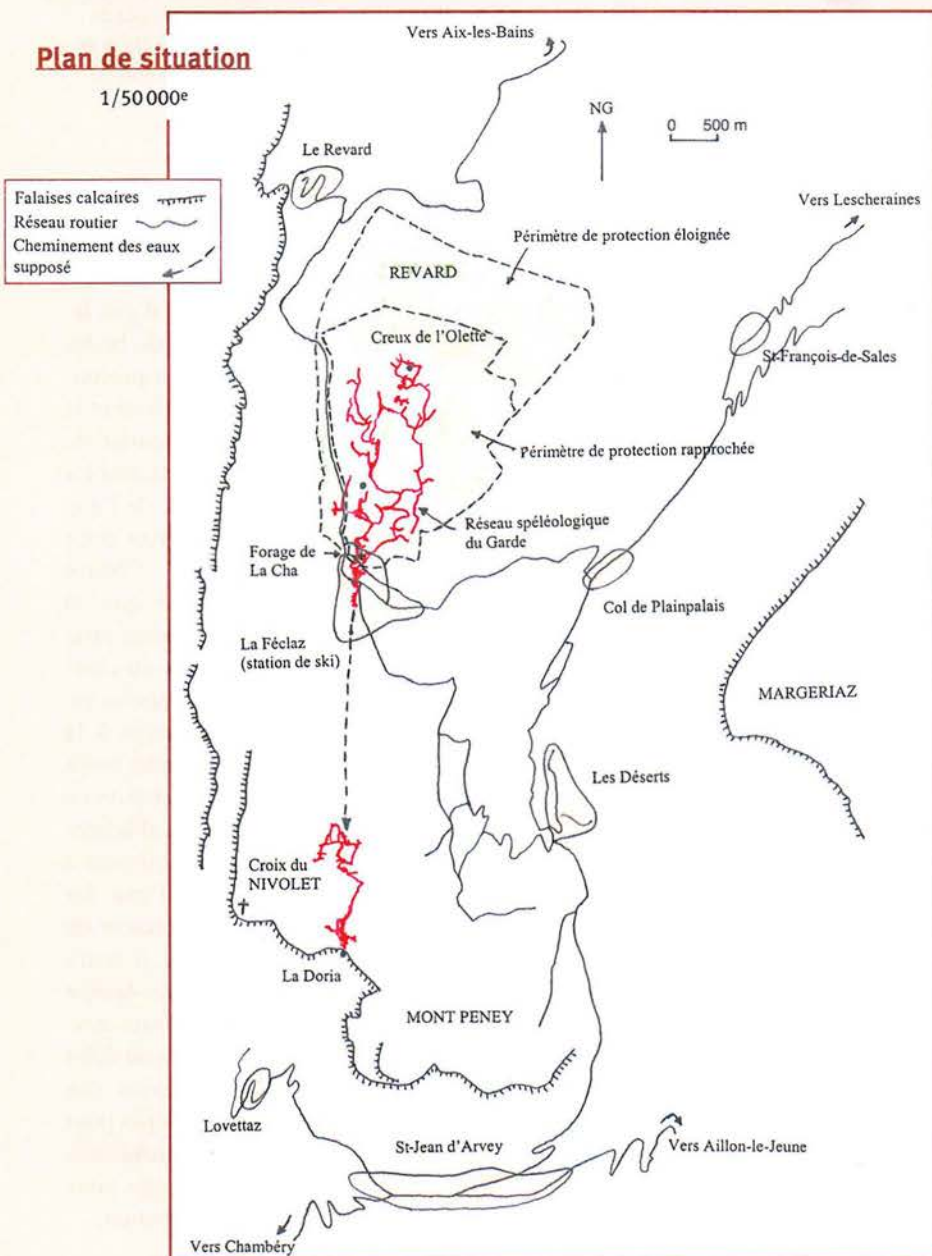 Plan de situation
1/50 000e
Vers Aix-les-Bains
NG
0 500 m
Le Revard
Falaises calcaires
Réseau routier
Cheminement des eaux
supposé
Vers Lescheraines
Périmètre de protection éloignée
REVARD
Creux de l'Olette
St-François-de-Sales
Périmètre de protection rapprochée
Réseau spéléologique
du Garde
Forage de
La Cha
Col de Plainpalais
La Féclaz
(station de ski)
MARGERIAZ
Les Déserts
Croix du
NIVOLET
La Doria
MONT PENEY
Lovettaz
St-Jean d'Arvey
Vers Aillon-le-Jeune
Vers Chambéry